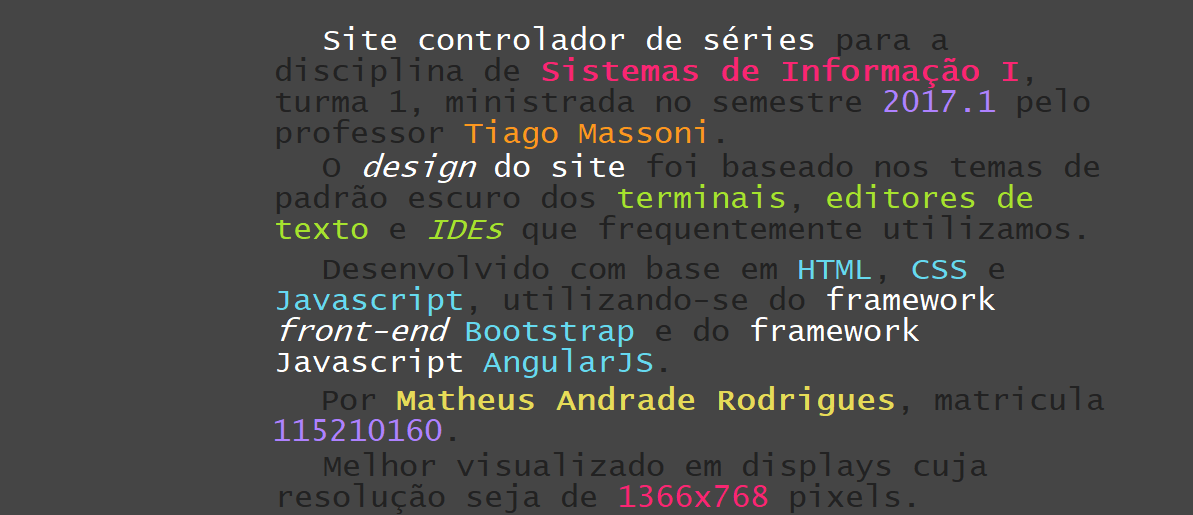 Site controlador de séries para a
disciplina de Sistemas de Informação I,
turma 1, ministrada no semestre 2017.1 pelo
professor Tiago Massoni.
O design do site foi baseado nos temas de
padrão escuro dos terminais, editores de
texto e IDEs que frequentemente utilizamos.
Desenvolvido com base em HTML, CSS e
Javascript, utilizando-se do framework
front-end Bootstrap e do framework
Javascript AngularJS.
Por Matheus Andrade Rodrigues, matricula
115210160.
Melhor visualizado em displays cuja
resolução seja de 1366x768 pixels.